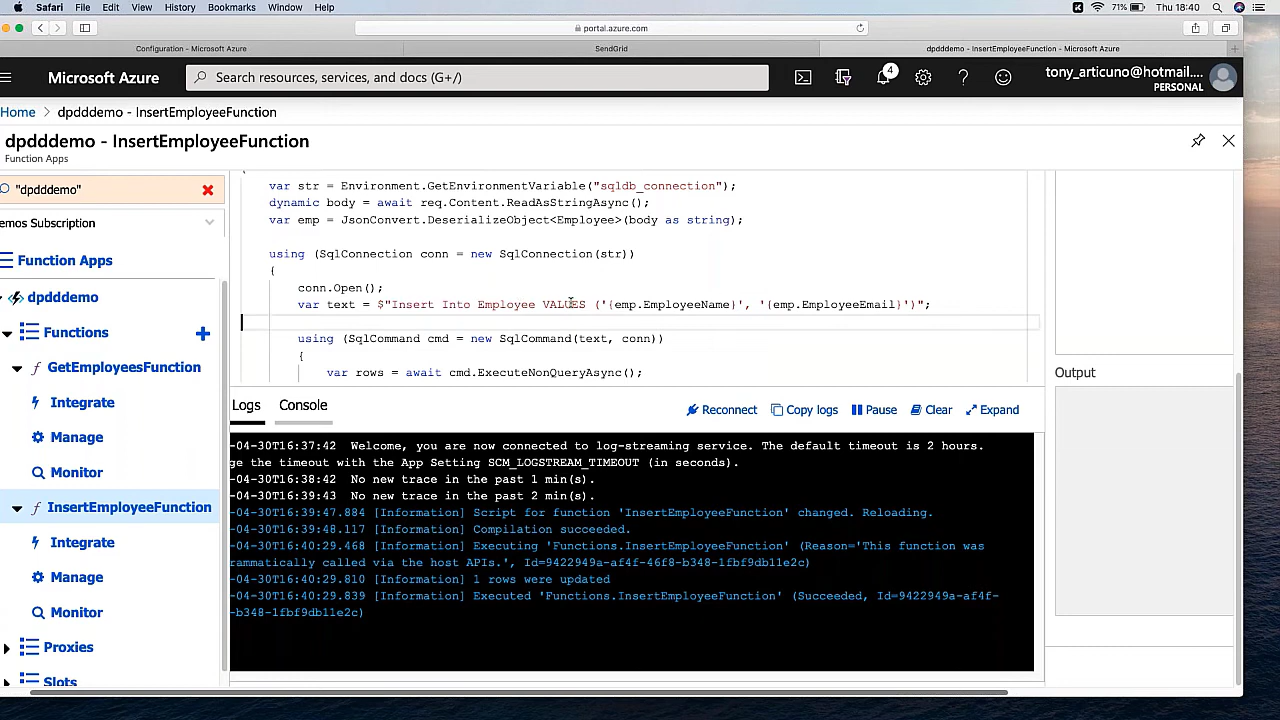 Safari File Edit View History Bookmarks Window Help 71% Thu 18:40
portal.azure.com
Configuration - Microsoft Azure SendGrid dpdddemo - InsertEmployeeFunction - Microsoft Azure
Microsoft Azure Search resources, services, and docs (G+/) 4 tony_articuno@hotmail....
PERSONAL
Home > dpdddemo - InsertEmployeeFunction
dpdddemo - InsertEmployeeFunction
Function Apps
"dpdddemo"
emos Subscription
Function Apps
dpdddemo
Functions
GetEmployeesFunction
Integrate
Manage
Monitor
InsertEmployeeFunction
Integrate
Manage
Monitor
Proxies
Slots
var str = Environment.GetEnvironmentVariable("sqldb_connection");
dynamic body = await req.Content.ReadAsStringAsync();
var emp = JsonConvert.DeserializeObject<Employee>(body as string);
using (SqlConnection conn = new SqlConnection(str))
{
conn.Open();
var text = $"Insert Into Employee VALUES ('{emp.EmployeeName}', '{emp.EmployeeEmail}')";
using (SqlCommand cmd = new SqlCommand(text, conn))
{
var rows = await cmd.ExecuteNonQueryAsync();
Logs Console Reconnect Copy logs Pause Clear Expand
-04-30T16:37:42 Welcome, you are now connected to log-streaming service. The default timeout is 2 hours.
ge the timeout with the App Setting SCM_LOGSTREAM_TIMEOUT (in seconds).
-04-30T16:38:42 No new trace in the past 1 min(s).
-04-30T16:39:43 No new trace in the past 2 min(s).
-04-30T16:39:47.884 [Information] Script for function 'InsertEmployeeFunction' changed. Reloading.
-04-30T16:39:48.117 [Information] Compilation succeeded.
-04-30T16:40:29.468 [Information] Executing 'Functions.InsertEmployeeFunction' (Reason='This function was
rammatically called via the host APIs.', Id=9422949a-af4f-46f8-b348-1fbf9db11e2c)
-04-30T16:40:29.810 [Information] 1 rows were updated
-04-30T16:40:29.839 [Information] Executed 'Functions.InsertEmployeeFunction' (Succeeded, Id=9422949a-af4f-
-b348-1fbf9db11e2c)
Output